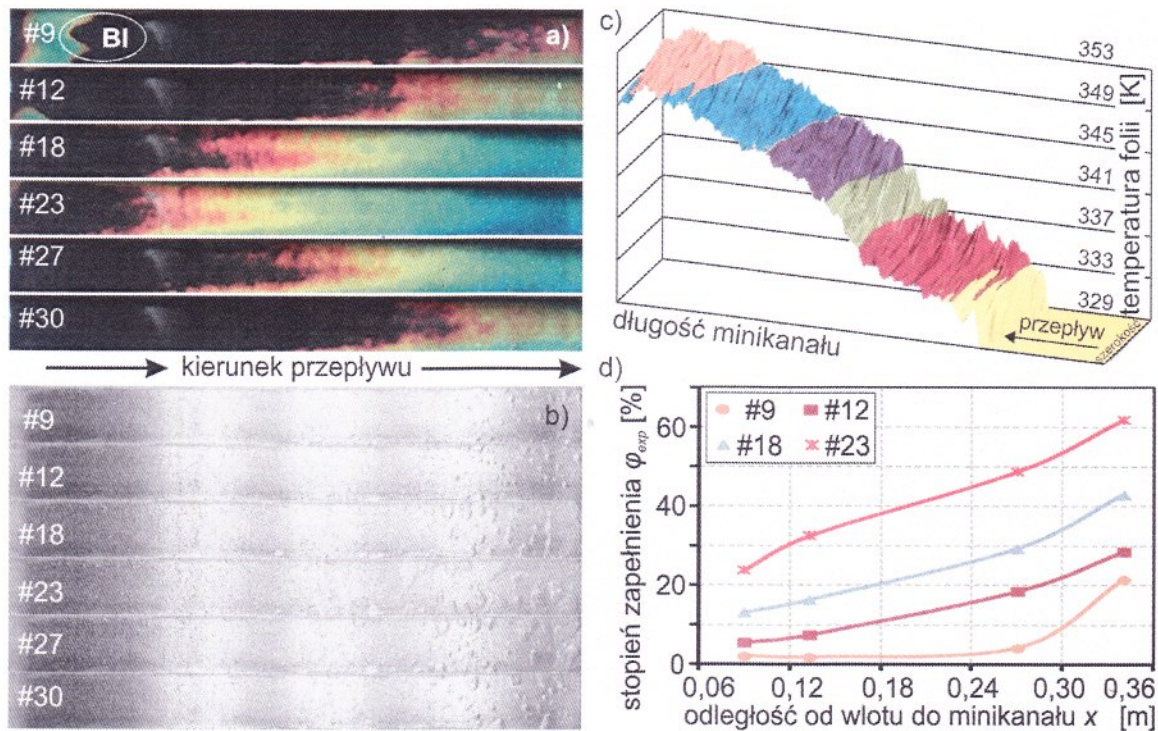 #9
BI
a)
#12
#18
#23
#27
#30
kierunek przepływu
b)
#9
#12
#18
#23
#27
#30
c)
353
349
345
341
337
333
329
temperatura folii [K]
długość minikanału
przepływ
szerokość
d)
stopień zapełnienia φexp [%]
60
40
20
0
#9 #12
#18 #23
0,06 0,12 0,18 0,24 0,30 0,36
odległość od wlotu do minikanału x [m]